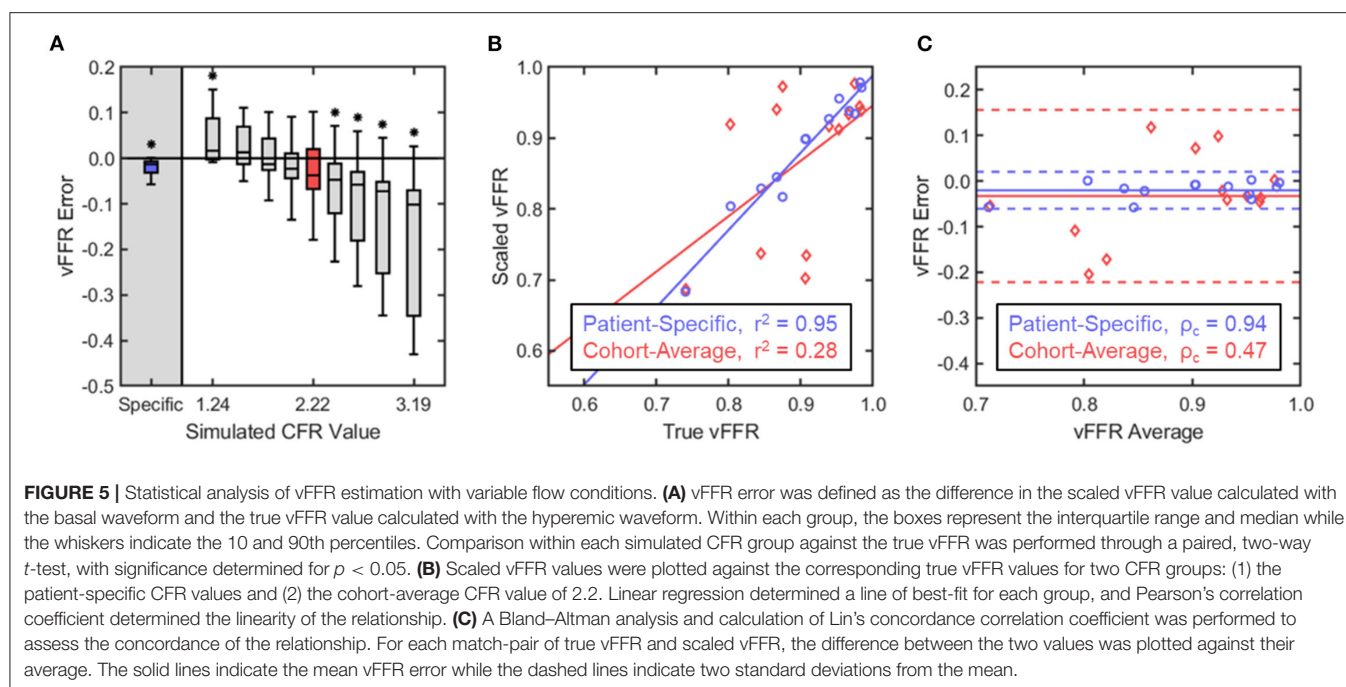 A
0.2
0.1
0.0
-0.1
-0.2
-0.3
-0.4
-0.5
vFFR Error
* * * * * *
Specific 1.24 2.22 3.19
Simulated CFR Value
B
1.0
0.9
0.8
0.7
0.6
Scaled vFFR
Patient-Specific, r² = 0.95
Cohort-Average, r² = 0.28
0.6 0.7 0.8 0.9 1.0
True vFFR
C
0.2
0.1
0.0
-0.1
-0.2
-0.3
-0.4
vFFR Error
Patient-Specific, ρc = 0.94
Cohort-Average, ρc = 0.47
0.7 0.8 0.9 1.0
vFFR Average
FIGURE 5 | Statistical analysis of vFFR estimation with variable flow conditions. (A) vFFR error was defined as the difference in the scaled vFFR value calculated with
the basal waveform and the true vFFR value calculated with the hyperemic waveform. Within each group, the boxes represent the interquartile range and median while
the whiskers indicate the 10 and 90th percentiles. Comparison within each simulated CFR group against the true vFFR was performed through a paired, two-way
t-test, with significance determined for p < 0.05. (B) Scaled vFFR values were plotted against the corresponding true vFFR values for two CFR groups: (1) the
patient-specific CFR values and (2) the cohort-average CFR value of 2.2. Linear regression determined a line of best-fit for each group, and Pearson's correlation
coefficient determined the linearity of the relationship. (C) A Bland–Altman analysis and calculation of Lin's concordance correlation coefficient was performed to
assess the concordance of the relationship. For each match-pair of true vFFR and scaled vFFR, the difference between the two values was plotted against their
average. The solid lines indicate the mean vFFR error while the dashed lines indicate two standard deviations from the mean.